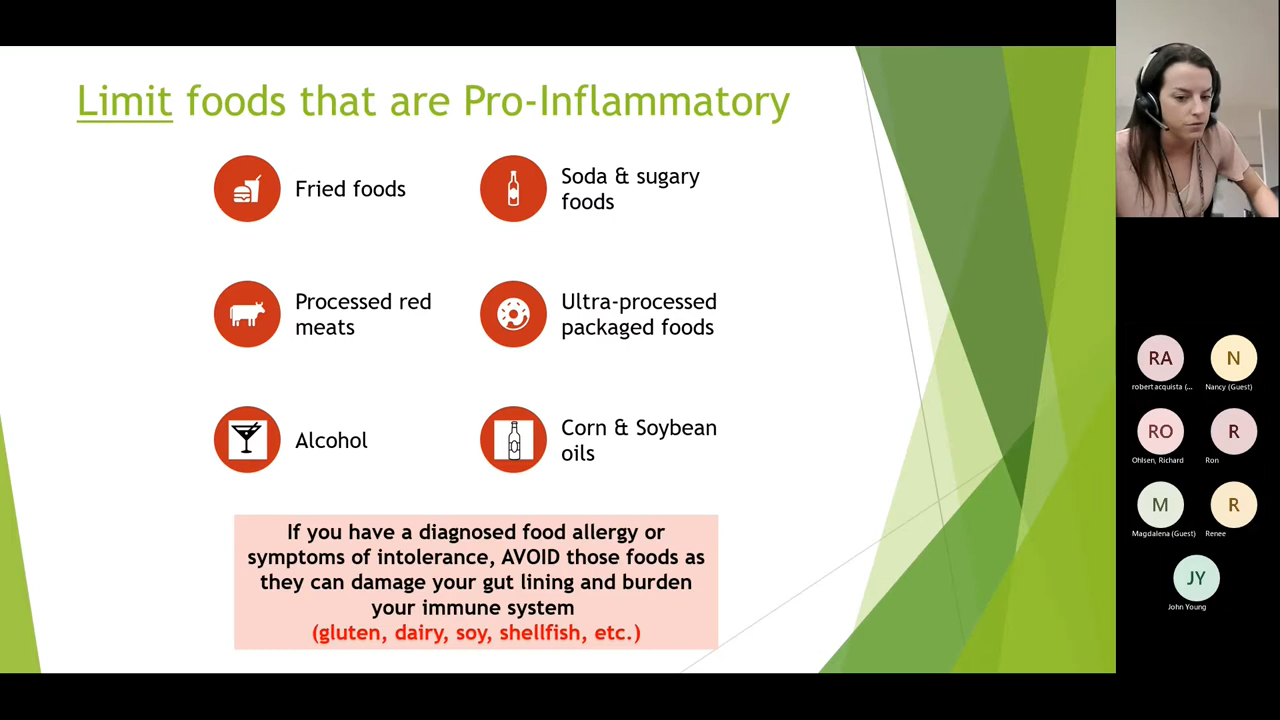 Limit foods that are Pro-Inflammatory
Fried foods
Soda & sugary
foods
Processed red
meats
Ultra-processed
packaged foods
Alcohol
Corn & Soybean
oils
If you have a diagnosed food allergy or
symptoms of intolerance, AVOID those foods as
they can damage your gut lining and burden
your immune system
(gluten, dairy, soy, shellfish, etc.)
RA
N
robert acquista (...
Nancy (Guest)
RO
R
Ohlsen, Richard
Ron
M
R
Magdalena (Guest)
Renee
JY
John Young